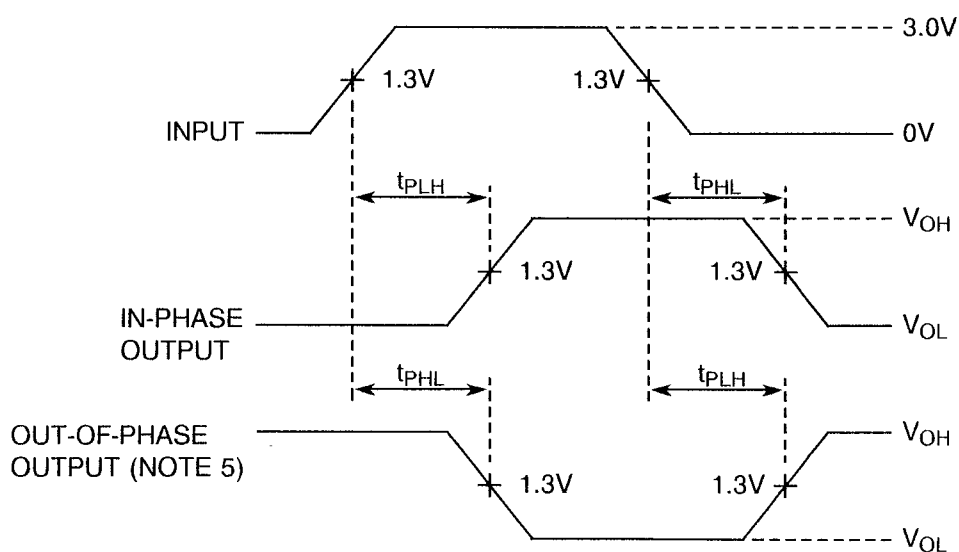 3.0V
1.3V
1.3V
INPUT
0V
tPLH
tPHL
VOH
1.3V
1.3V
IN-PHASE
OUTPUT
VOL
tPHL
tPLH
OUT-OF-PHASE
OUTPUT (NOTE 5)
VOH
1.3V
1.3V
VOL